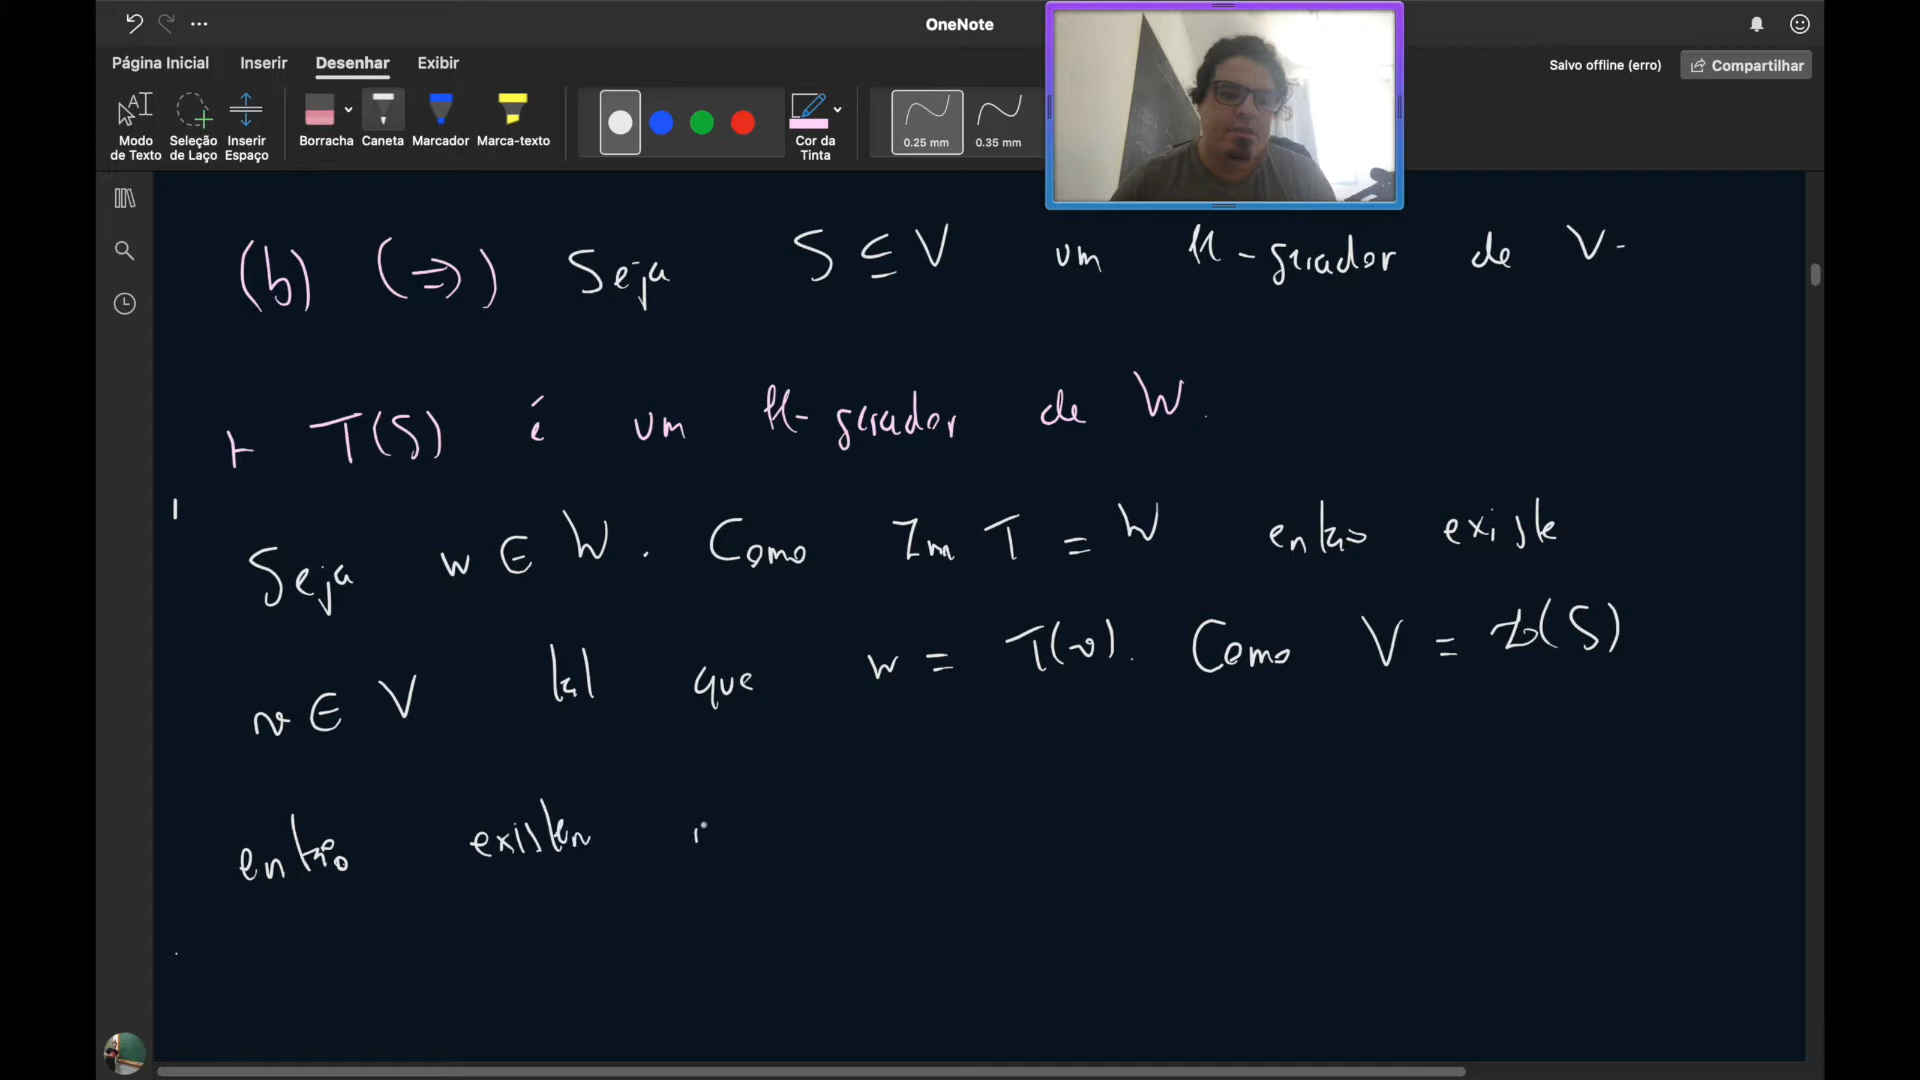 OneNote
Página Inicial Inserir Desenhar Exibir
Salvo offline (erro) Compartilhar
Modo de Texto Seleção de Laço Inserir Espaço Borracha Caneta Marcador Marca-texto Cor da Tinta 0.25 mm 0.35 mm
(b) (⇒) Seja S ⊆ V um -gerador de V.
⊢ T(S) é um -gerador de W.
Seja w ∈ W. Como Im T = W então existe
v ∈ V tal que w = T(v). Como V = (S)
então existem